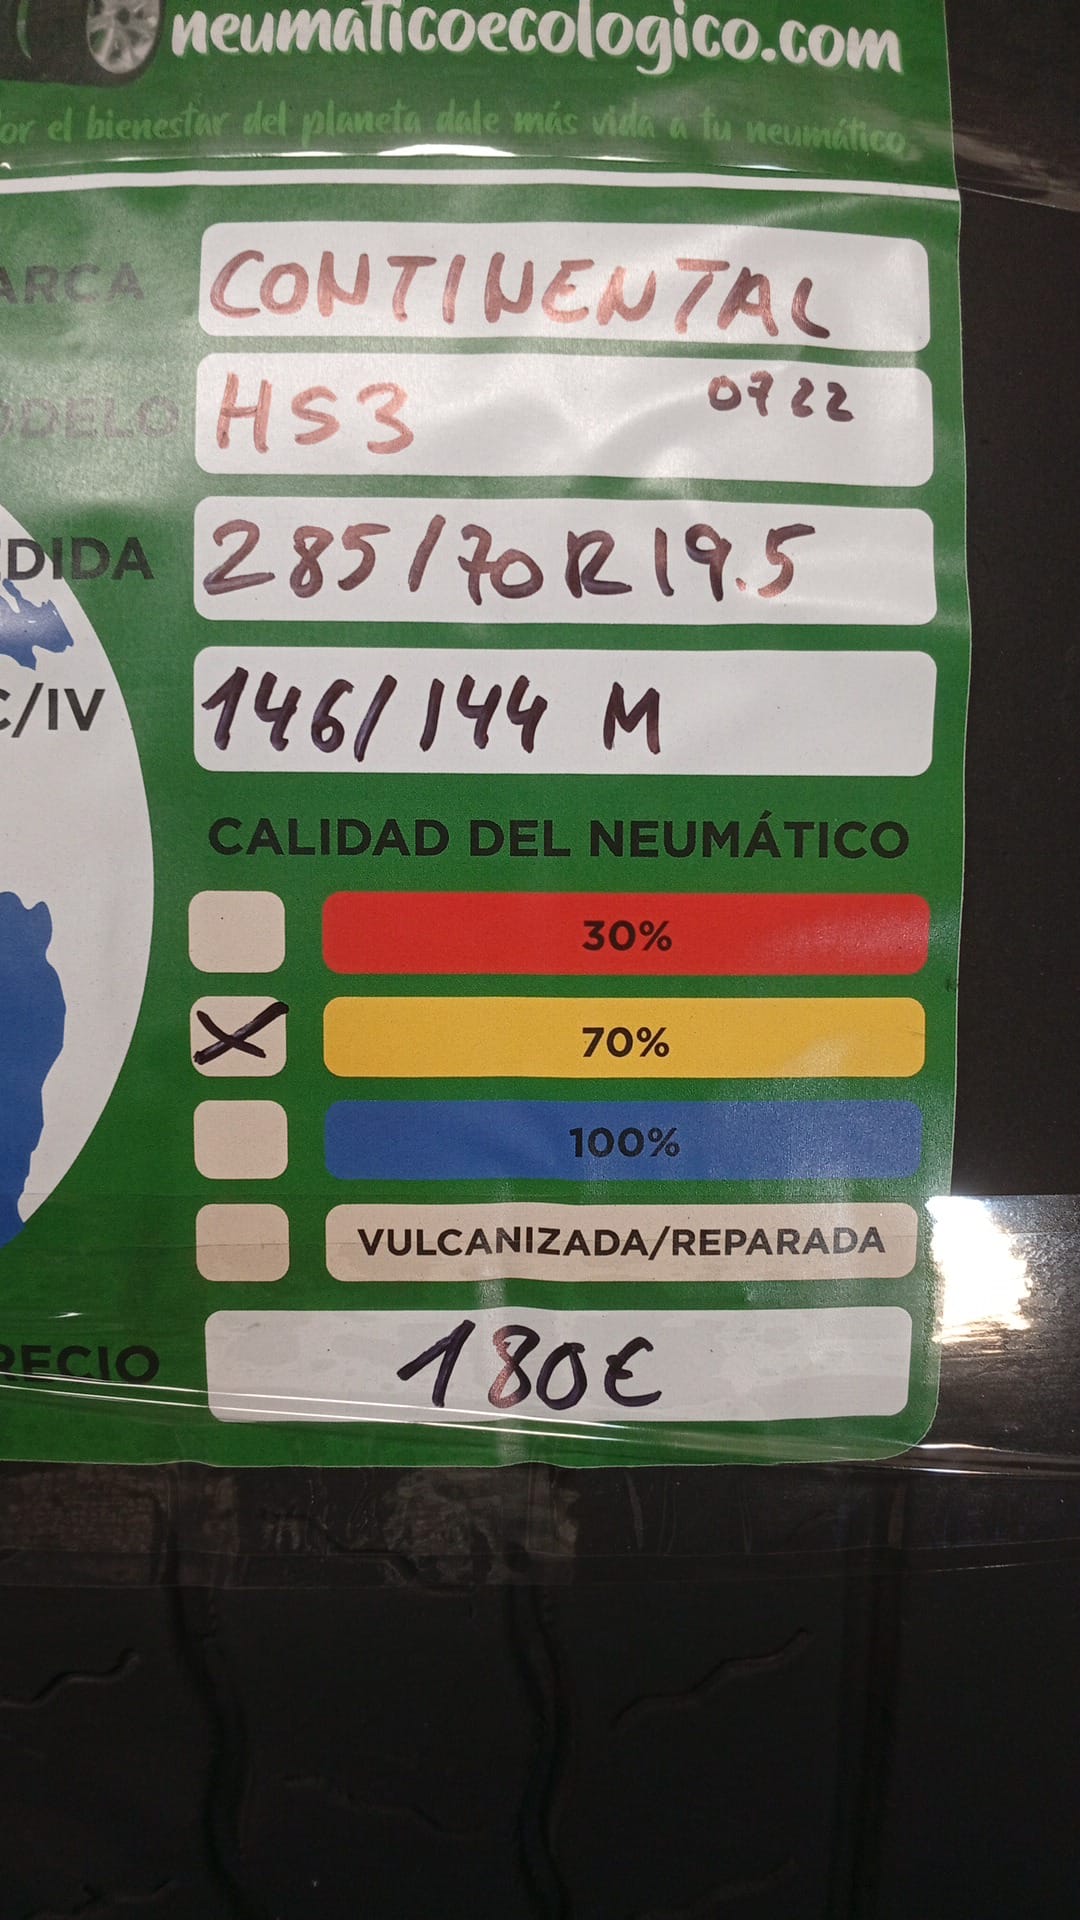 neumaticoecologico.com
or el bienestar del planeta dale más vida a tu neumático
ARCA CONTINENTAL
ODELO HS3 0722
EDIDA 285/70R19.5
C/IV 146/144 M
CALIDAD DEL NEUMÁTICO
30%
X 70%
100%
VULCANIZADA/REPARADA
RECIO 180€